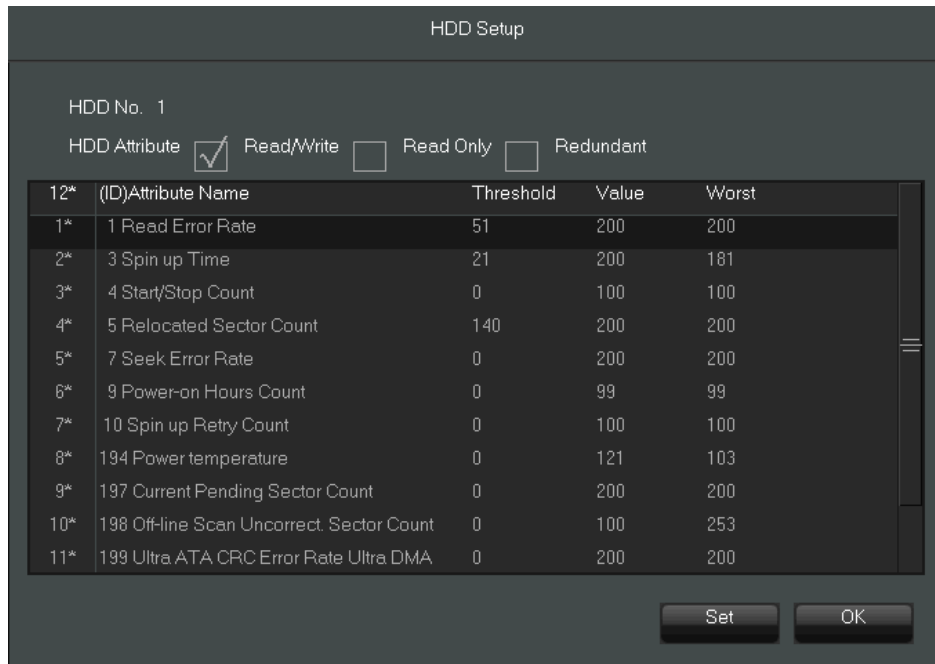 HDD Setup
HDD No. 1
HDD Attribute Read/Write Read Only Redundant
12* (ID)Attribute Name Threshold Value Worst
1* 1 Read Error Rate 51 200 200
2* 3 Spin up Time 21 200 181
3* 4 Start/Stop Count 0 100 100
4* 5 Relocated Sector Count 140 200 200
5* 7 Seek Error Rate 0 200 200
6* 9 Power-on Hours Count 0 99 99
7* 10 Spin up Retry Count 0 100 100
8* 194 Power temperature 0 121 103
9* 197 Current Pending Sector Count 0 200 200
10* 198 Off-line Scan Uncorrect. Sector Count 0 100 253
11* 199 Ultra ATA CRC Error Rate Ultra DMA 0 200 200
Set OK